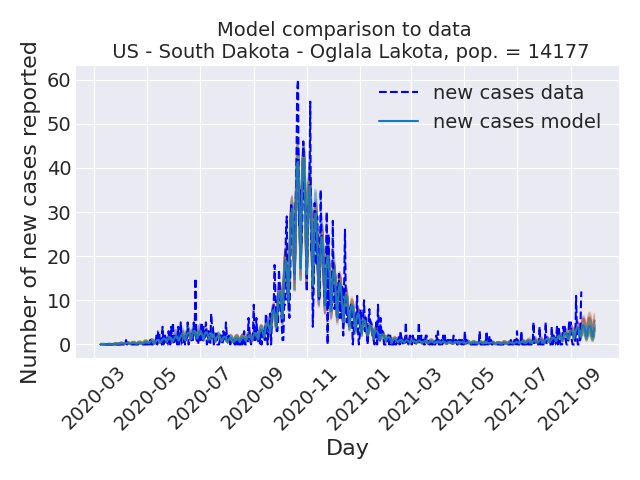 Model comparison to data
US - South Dakota - Oglala Lakota, pop. = 14177
new cases data
new cases model
Number of new cases reported
60
50
40
30
20
10
0
2020-03
2020-05
2020-07
2020-09
2020-11
2021-01
2021-03
2021-05
2021-07
2021-09
Day